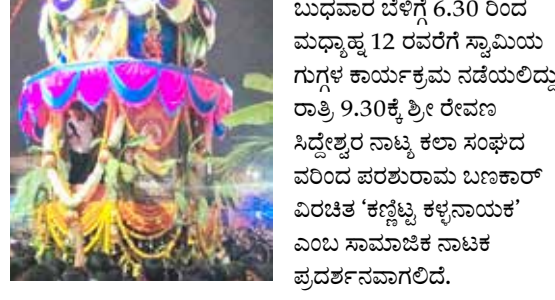 ಬುಧವಾರ ಬೆಳಿಗ್ಗೆ 6.30 ರಿಂದ
ಮಧ್ಯಾಹ್ನ 12 ರವರೆಗೆ ಸ್ವಾಮಿಯ
ಗುಗ್ಗಳ ಕಾರ್ಯಕ್ರಮ ನಡೆಯಲಿದ್ದು
ರಾತ್ರಿ 9.30ಕ್ಕೆ ಶ್ರೀ ರೇವಣ
ಸಿದ್ದೇಶ್ವರ ನಾಟ್ಯ ಕಲಾ ಸಂಘದ
ವರಿಂದ ಪರಶುರಾಮ ಬಣಕಾರ್
ವಿರಚಿತ ‘ಕಣ್ಣಿಟ್ಟ ಕಳ್ಳನಾಯಕ’
ಎಂಬ ಸಾಮಾಜಿಕ ನಾಟಕ
ಪ್ರದರ್ಶನವಾಗಲಿದೆ.